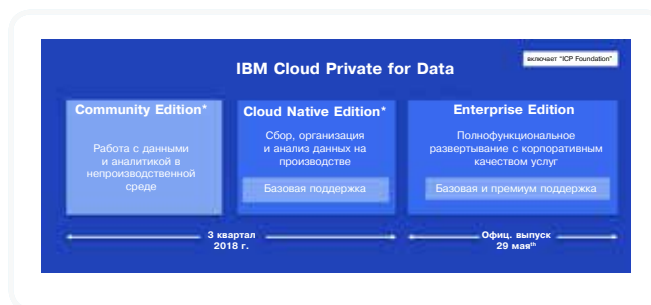 IBM Cloud Private for Data
включает "ICP Foundation"
Community Edition*
Работа с данными
и аналитикой в
непроизводственной
среде
Cloud Native Edition*
Сбор, организация
и анализ данных на
производстве
Базовая поддержка
Enterprise Edition
Полнофункциональное
развертывание с корпоративным
качеством услуг
Базовая и премиум поддержка
3 квартал
2018 г.
Офиц. выпуск
29 маяth